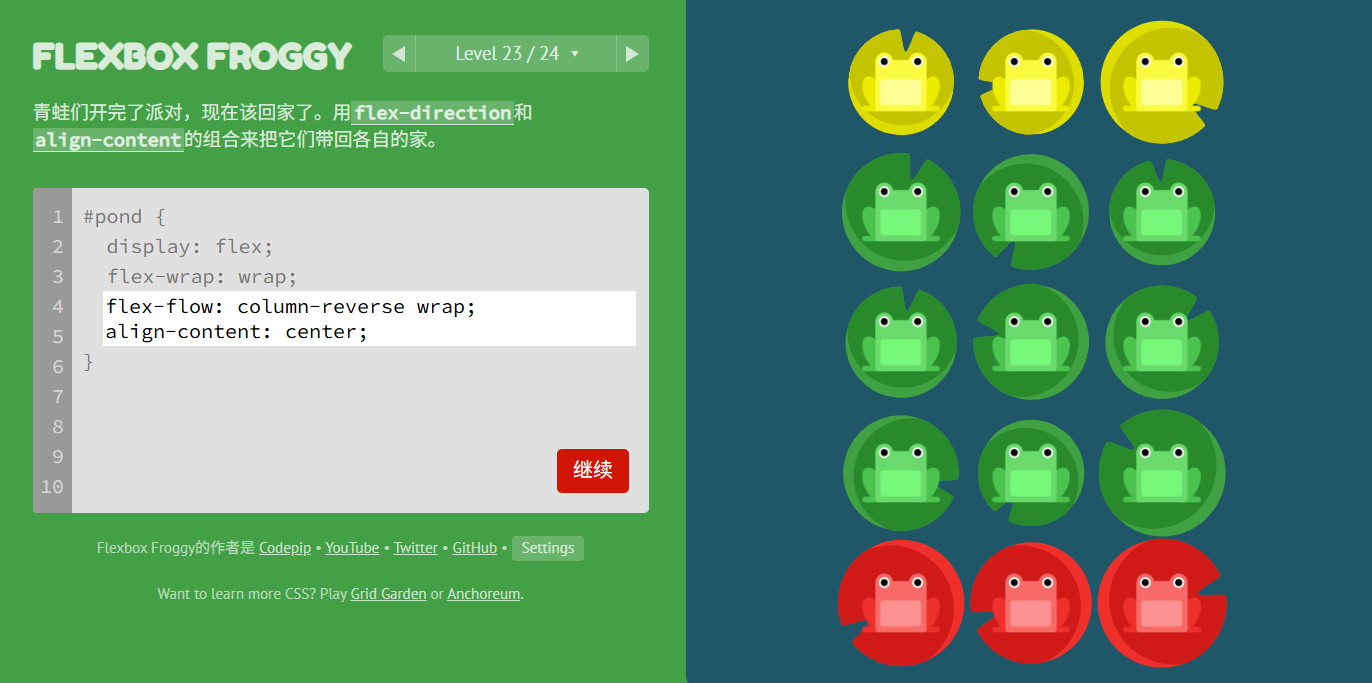 FLEXBOX FROGGY
Level 23 / 24
青蛙们开完了派对，现在该回家了。用flex-direction和
align-content的组合来把它们带回各自的家。
1 #pond {
2 display: flex;
3 flex-wrap: wrap;
4 flex-flow: column-reverse wrap;
5 align-content: center;
6 }
7
8
9
10
继续
Flexbox Froggy的作者是 Codepip • YouTube • Twitter • GitHub • Settings
Want to learn more CSS? Play Grid Garden or Anchoreum.